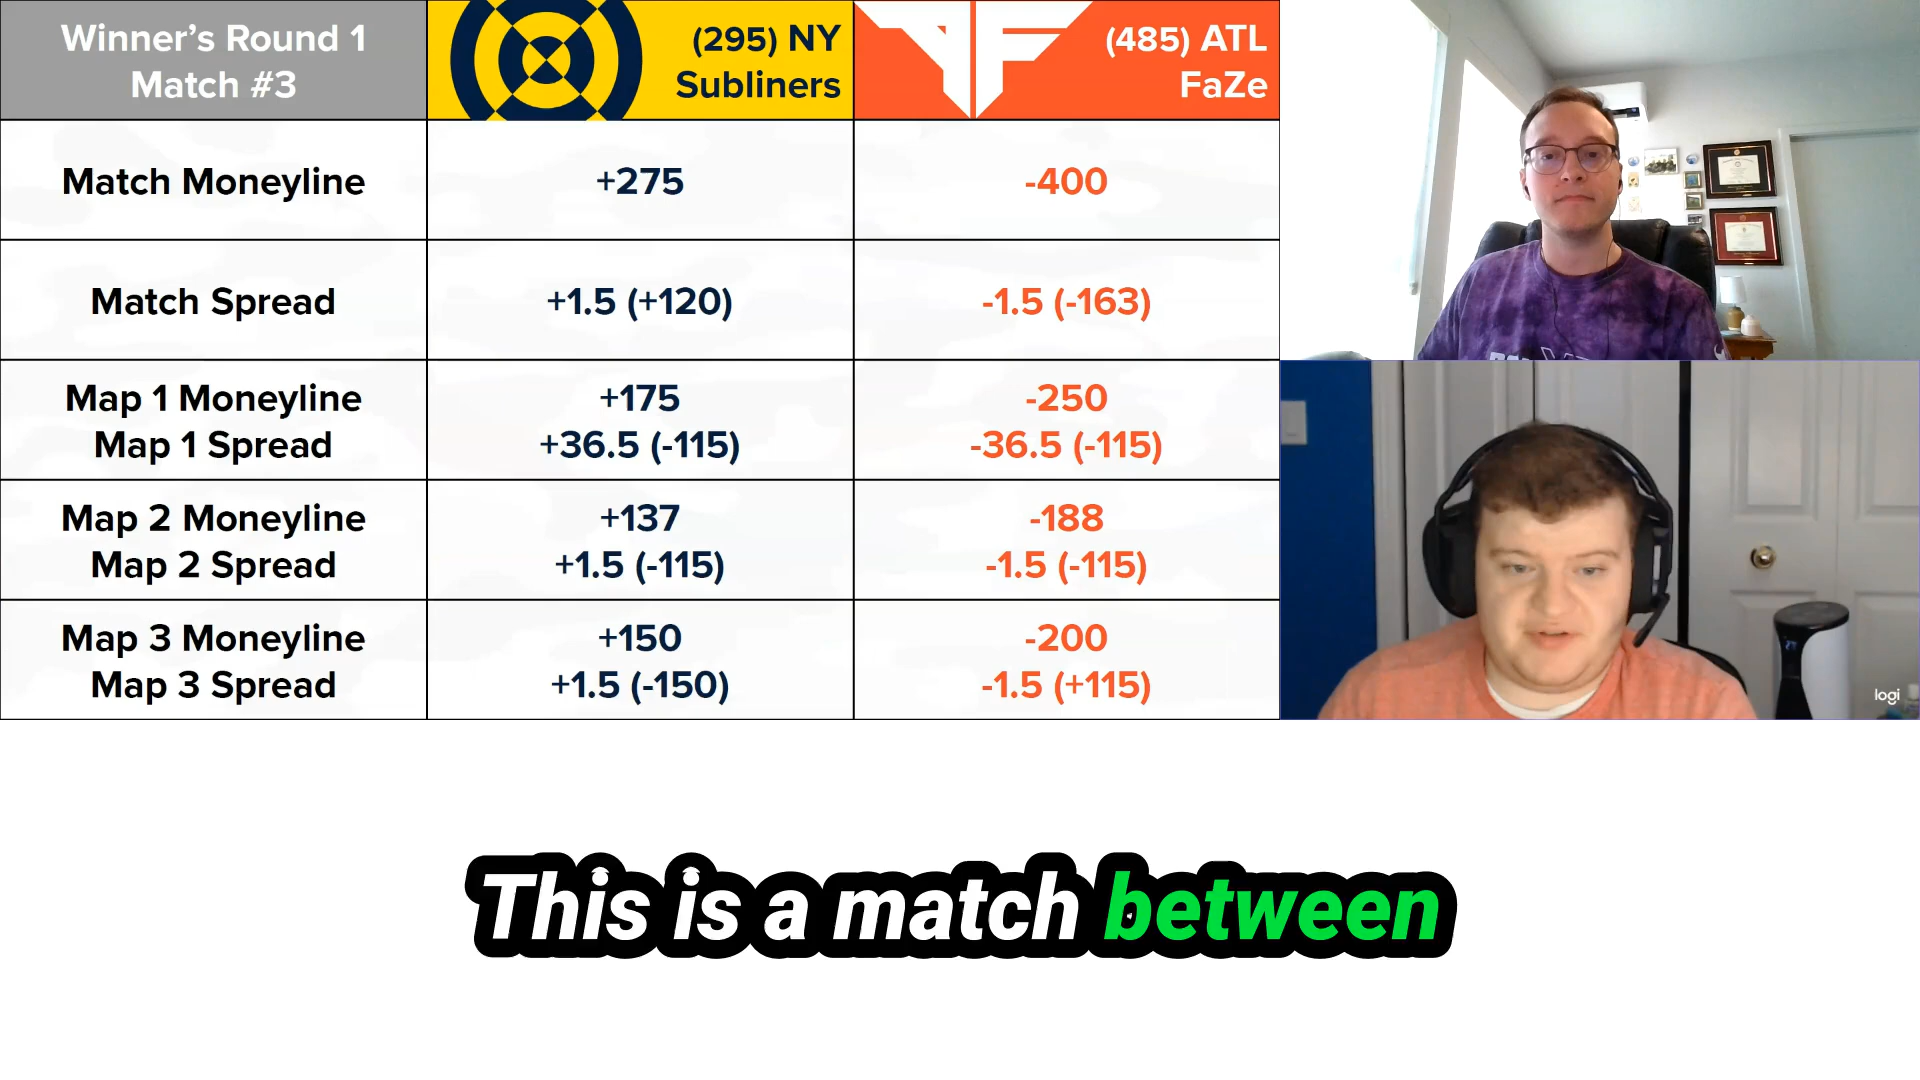 Winner's Round 1
Match #3
(295) NY
Subliners
(485) ATL
FaZe
Match Moneyline
+275
-400
Match Spread
+1.5 (+120)
-1.5 (-163)
Map 1 Moneyline
+175
-250
Map 1 Spread
+36.5 (-115)
-36.5 (-115)
Map 2 Moneyline
+137
-188
Map 2 Spread
+1.5 (-115)
-1.5 (-115)
Map 3 Moneyline
+150
-200
Map 3 Spread
+1.5 (-150)
-1.5 (+115)
logi
This is a match between